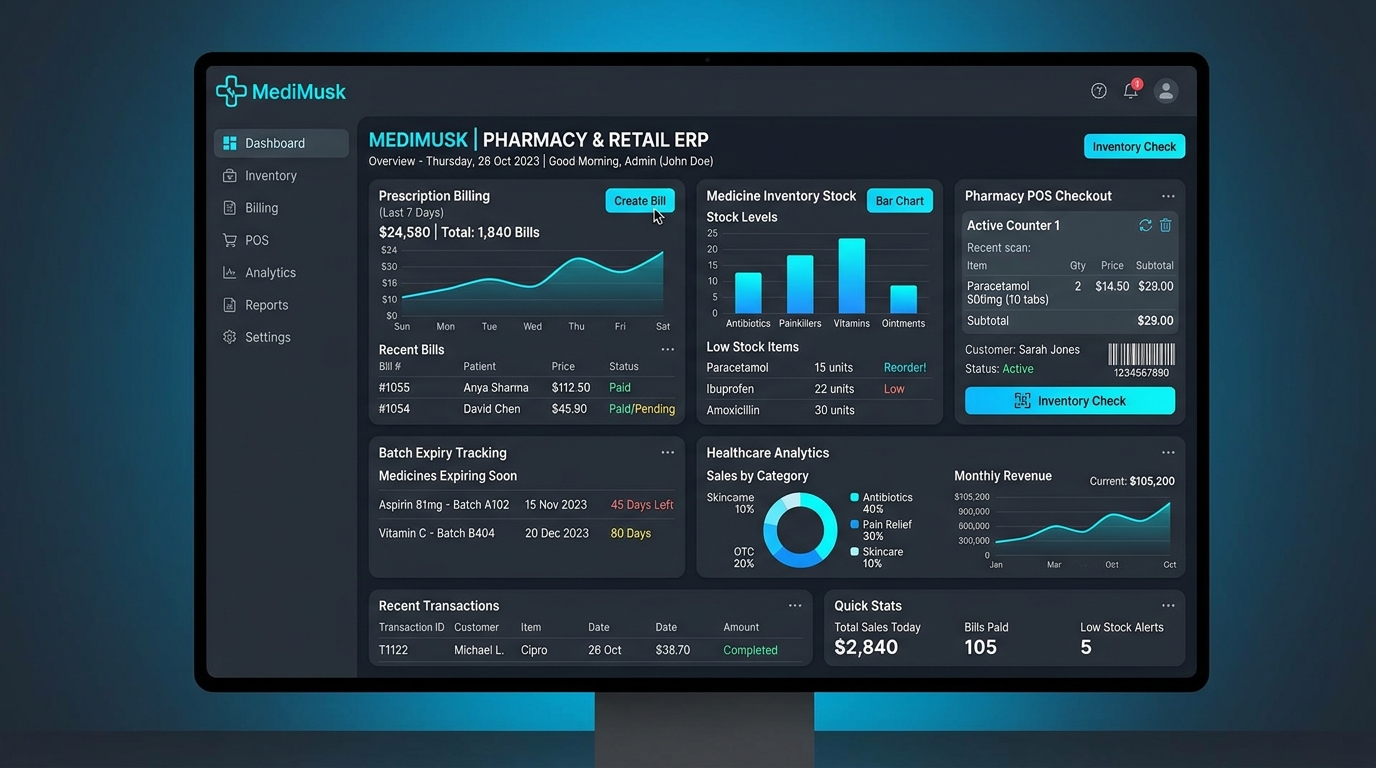 MediMusk
1
Dashboard
Inventory
Billing
POS
Analytics
Reports
Settings
MEDIMUSK | PHARMACY & RETAIL ERP
Overview - Thursday, 26 Oct 2023 | Good Morning, Admin (John Doe)
Inventory Check
Prescription Billing
(Last 7 Days)
Create Bill
$24,580 | Total: 1,840 Bills
$24
$30
$16
$10
$0
Sun Mon Tue Wed Thu Fri Sat
Recent Bills
Bill # Patient Price Status
#1055 Anya Sharma $112.50 Paid
#1054 David Chen $45.90 Paid/Pending
Medicine Inventory Stock
Bar Chart
Stock Levels
25
20
15
10
5
0
Antibiotics Painkillers Vitamins Ointments
Low Stock Items
Paracetamol 15 units Reorder!
Ibuprofen 22 units Low
Amoxicillin 30 units
Pharmacy POS Checkout
Active Counter 1
Recent scan:
Item Qty Price Subtotal
Paracetamol 2 $14.50 $29.00
(10 tabs)
Subtotal $29.00
Customer: Sarah Jones
Status: Active
1234567890
Inventory Check
Batch Expiry Tracking
Medicines Expiring Soon
Aspirin 81mg - Batch A102 15 Nov 2023 45 Days Left
Vitamin C - Batch B404 20 Dec 2023 80 Days
Healthcare Analytics
Sales by Category
10%
OTC
20%
Antibiotics
40%
Pain Relief
30%
Skincare
10%
Monthly Revenue
Current: $105,200
$105,200
900,000
600,000
300,000
0
Jan Mar Oct Oct
Recent Transactions
Transaction ID Customer Item Date Date Amount
T1122 Michael L. Cipro 26 Oct $38.70 Completed
Quick Stats
Total Sales Today Bills Paid Low Stock Alerts
$2,840 105 5